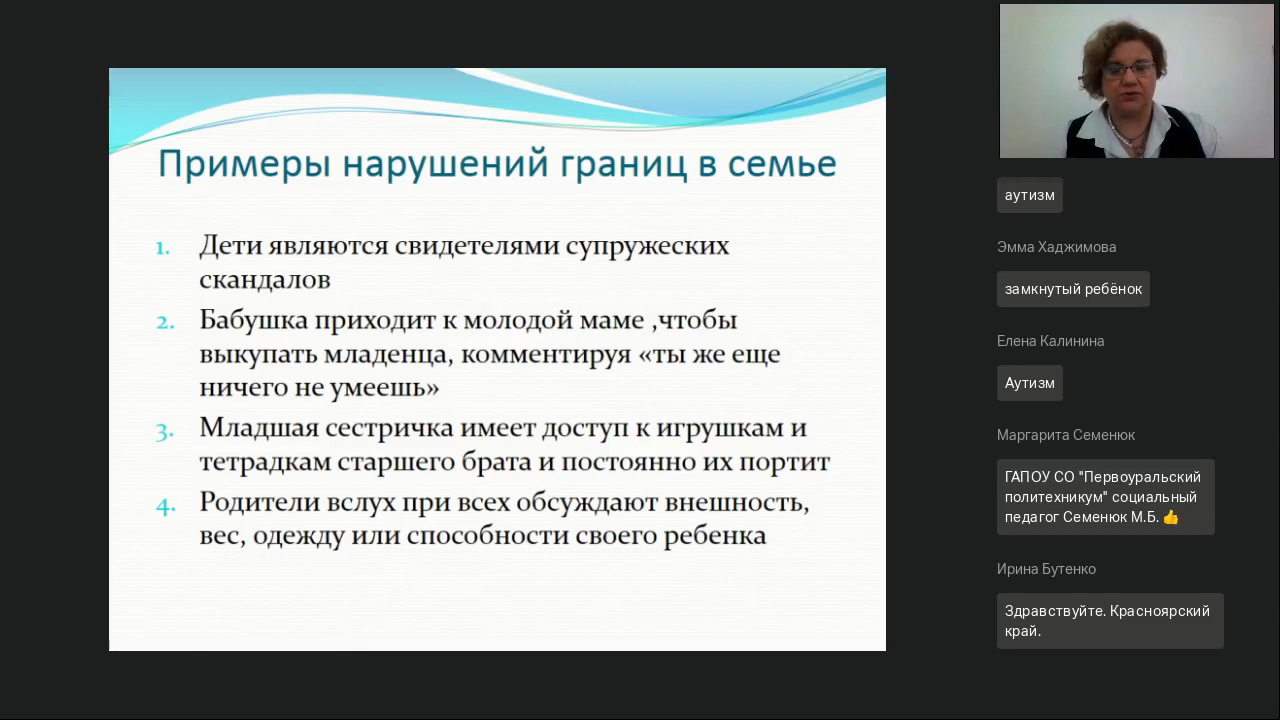 Примеры нарушений границ в семье
1. Дети являются свидетелями супружеских
скандалов
2. Бабушка приходит к молодой маме ,чтобы
выкупать младенца, комментируя «ты же еще
ничего не умеешь»
3. Младшая сестричка имеет доступ к игрушкам и
тетрадкам старшего брата и постоянно их портит
4. Родители вслух при всех обсуждают внешность,
вес, одежду или способности своего ребенка
аутизм
Эмма Хаджимова
замкнутый ребёнок
Елена Калинина
Аутизм
Маргарита Семенюк
ГАПОУ СО "Первоуральский
политехникум" социальный
педагог Семенюк М.Б. 👍
Ирина Бутенко
Здравствуйте. Красноярский
край.